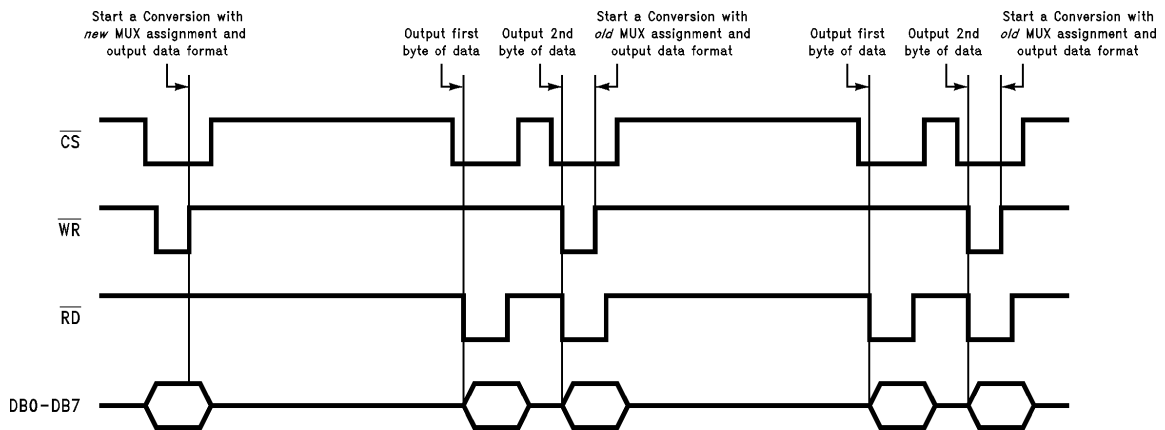 Start a Conversion with
new MUX assignment and
output data format
Output first
byte of data
Output 2nd
byte of data
Start a Conversion with
old MUX assignment and
output data format
Output first
byte of data
Output 2nd
byte of data
Start a Conversion with
old MUX assignment and
output data format
CS
WR
RD
DB0-DB7